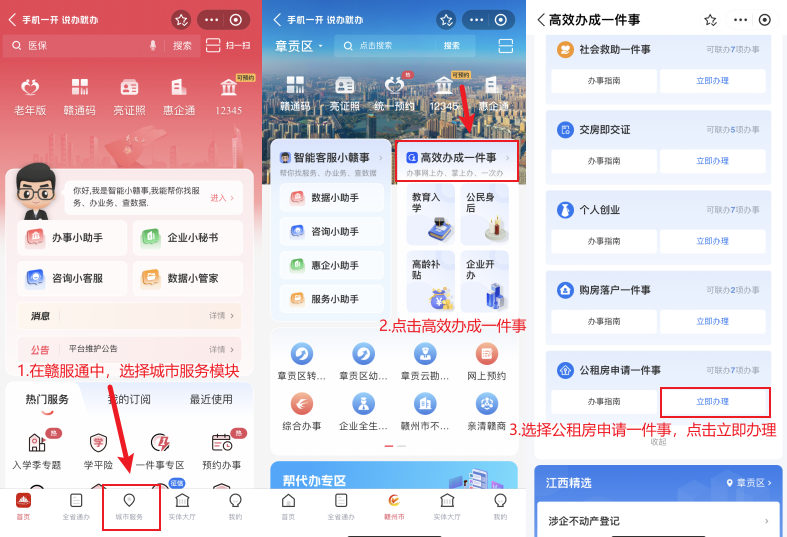 手机一开 说办就办
医保
搜索
扫一扫
可预约
老年版
赣通码
亮证照
惠企通
12345
你好,我是智能小赣事,我能帮你找服
务、办业务、查数据.
进入
办事小助手
企业小秘书
咨询小客服
数据小管家
消息
详情
公告
平台维护公告
详情
1.在赣服通中，选择城市服务模块
热门服务
我的订阅
最近使用
热
热
入学季专题
学平险
一件事专区
预约办事
征缴
首页
全省通办
城市服务
实体大厅
我的
手机一开 说办就办
章贡区
点击搜索
搜索
热
可预约
赣通码
亮证照
统一预约
12345
惠企通
智能客服小赣事
帮你找服务、办业务、查数据
高效办成一件事
办事网上办、掌上办、一次办
数据小助手
咨询小助手
惠企小助手
服务小助手
教育入
学
公民身
后
高龄补
贴
企业开
办
2.点击高效办成一件事
章贡区转...
章贡区幼...
章贡云勘...
网上预约
综合办事
企业全生...
赣州市不...
亲清赣商
帮代办专区
首页
全省通办
赣州市
实体大厅
我的
高效办成一件事
社会救助一件事
可联办7项办事
办事指南
立即办理
交房即交证
可联办5项办事
办事指南
立即办理
个人创业
可联办7项办事
办事指南
立即办理
购房落户一件事
可联办2项办事
办事指南
立即办理
公租房申请一件事
可联办7项办事
办事指南
立即办理
3.选择公租房申请一件事，点击立即办理
收起
江西精选
章贡区
涉企不动产登记